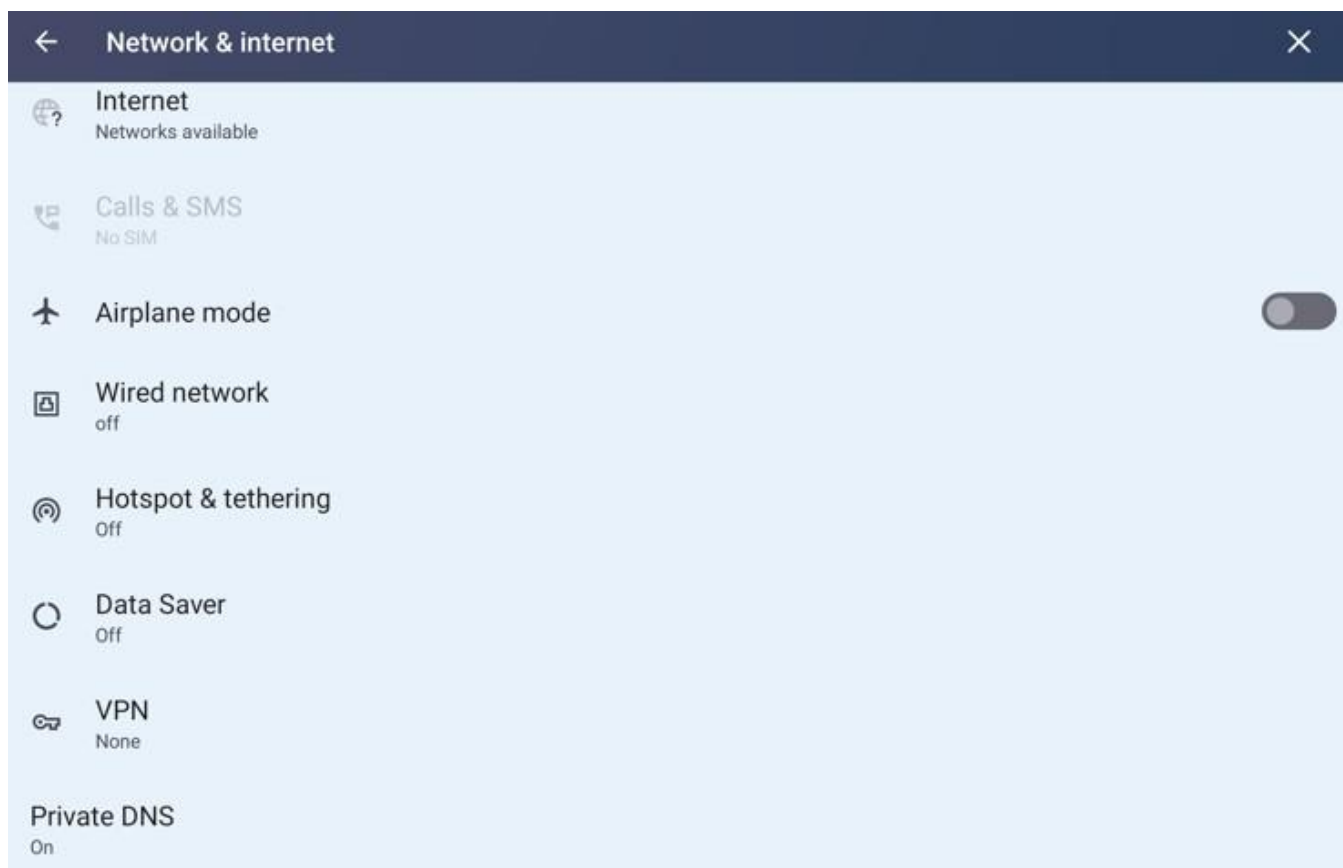 Network & internet
Internet
Networks available
Calls & SMS
No SIM
Airplane mode
Wired network
off
Hotspot & tethering
Off
Data Saver
Off
VPN
None
Private DNS
On